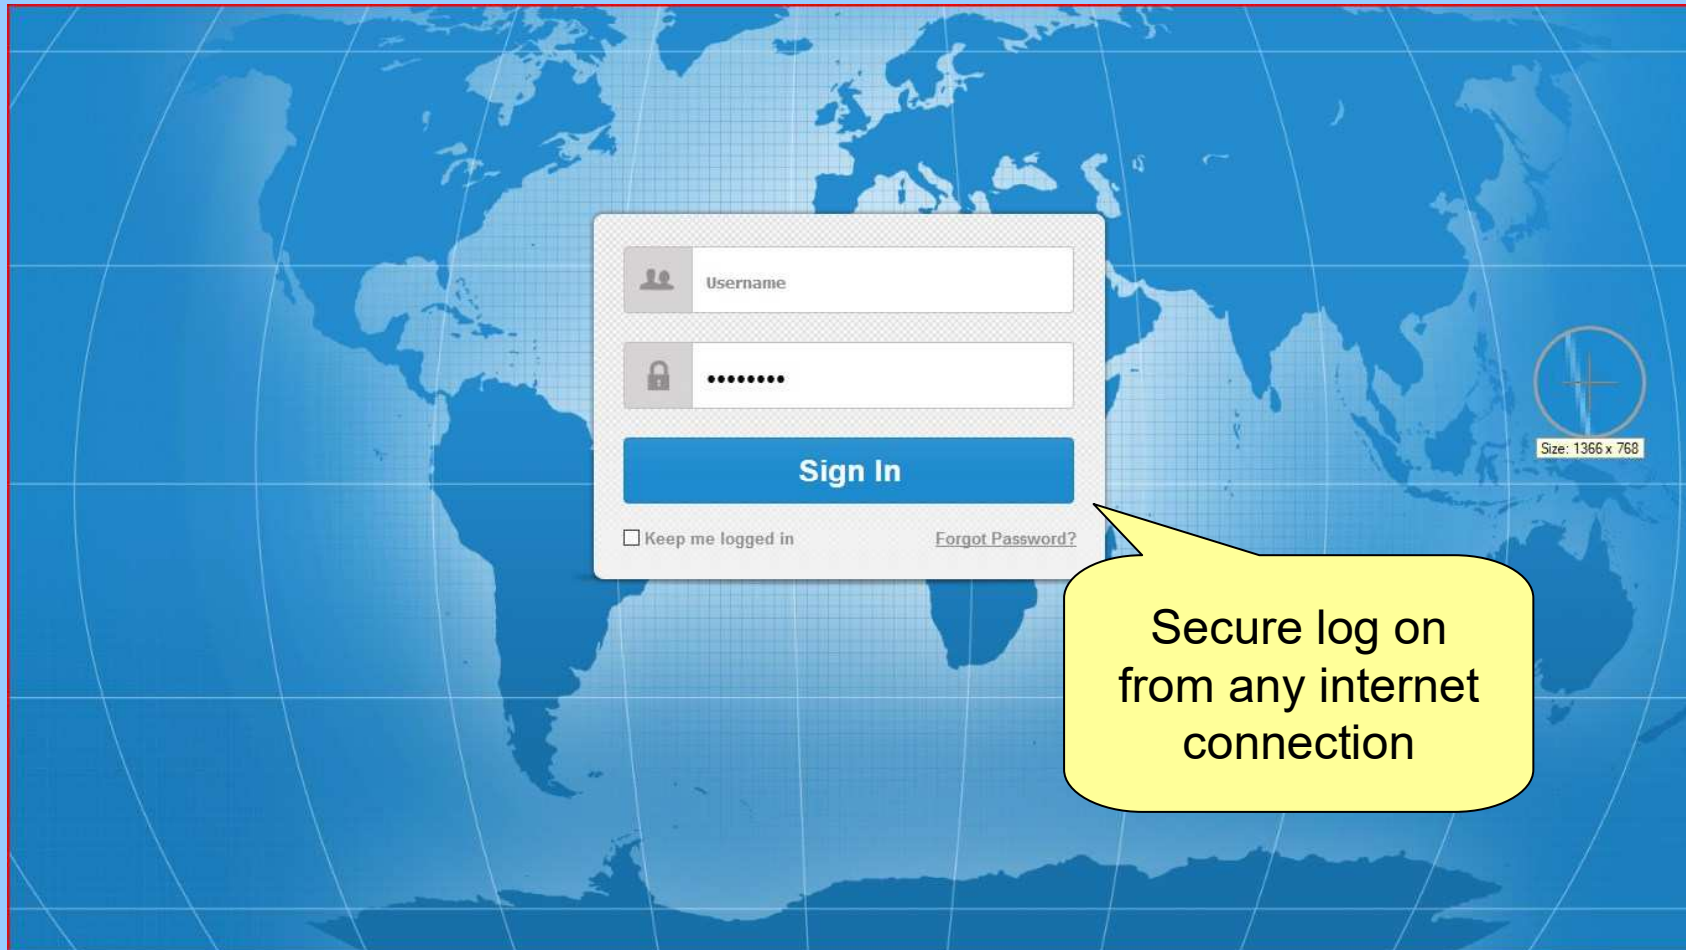 Username
••••••••
Sign In
Keep me logged in
Forgot Password?
Size: 1366 x 768
Secure log on
from any internet
connection